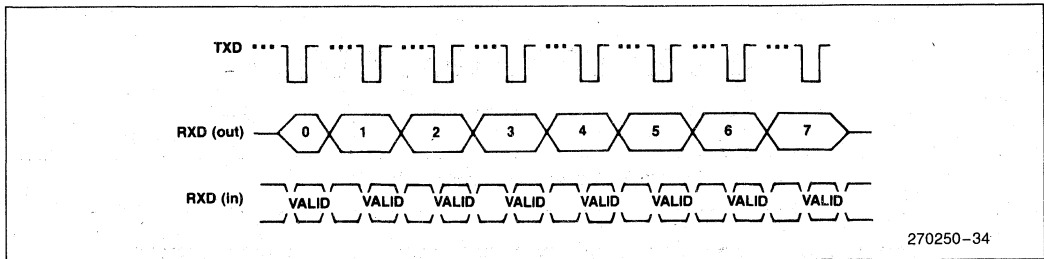 TXD
RXD (out) 0 1 2 3 4 5 6 7
RXD (in) VALID VALID VALID VALID VALID VALID VALID VALID
270250-34